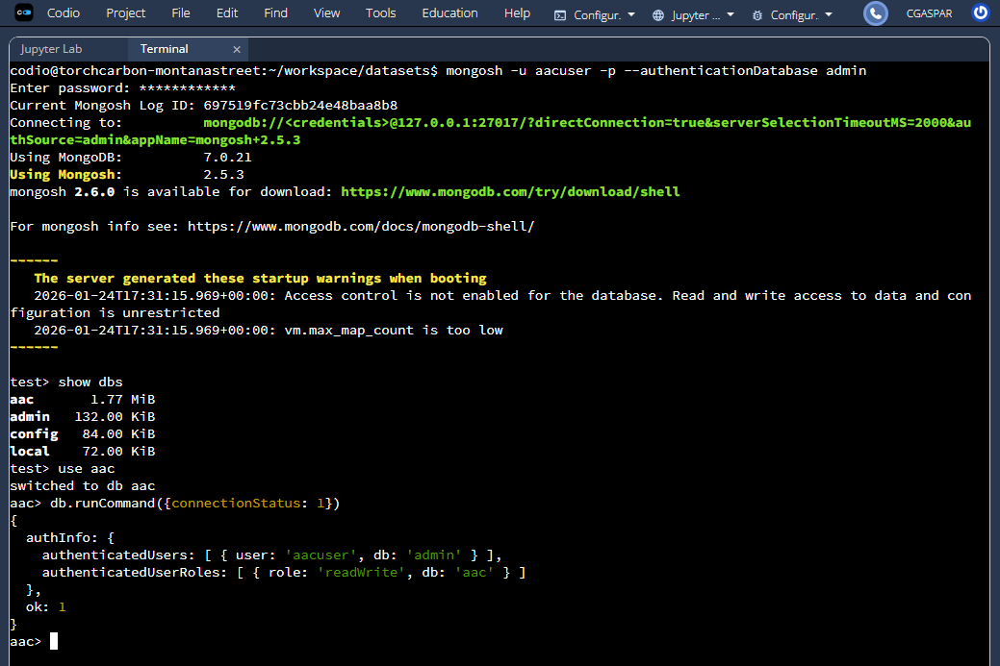 Codio Project File Edit Find View Tools Education Help Configur. Jupyter ... Configur.. CGASPAR
Jupyter Lab Terminal ×
codio@torchcarbon-montanastreet:~/workspace/datasets$ mongosh -u aacuser -p --authenticationDatabase admin
Enter password: ************
Current Mongosh Log ID: 697519fc73cbb24e48baa8b8
Connecting to: mongodb://<credentials>@127.0.0.1:27017/?directConnection=true&serverSelectionTimeoutMS=2000&au
thSource=admin&appName=mongosh+2.5.3
Using MongoDB: 7.0.21
Using Mongosh: 2.5.3
mongosh 2.6.0 is available for download: https://www.mongodb.com/try/download/shell
For mongosh info see: https://www.mongodb.com/docs/mongodb-shell/
------
The server generated these startup warnings when booting
2026-01-24T17:31:15.969+00:00: Access control is not enabled for the database. Read and write access to data and con
figuration is unrestricted
2026-01-24T17:31:15.969+00:00: vm.max_map_count is too low
------
test> show dbs
aac 1.77 MiB
admin 132.00 KiB
config 84.00 KiB
local 72.00 KiB
test> use aac
switched to db aac
aac> db.runCommand({connectionStatus: 1})
{
authInfo: {
authenticatedUsers: [ { user: 'aacuser', db: 'admin' } ],
authenticatedUserRoles: [ { role: 'readWrite', db: 'aac' } ]
},
ok: 1
}
aac>